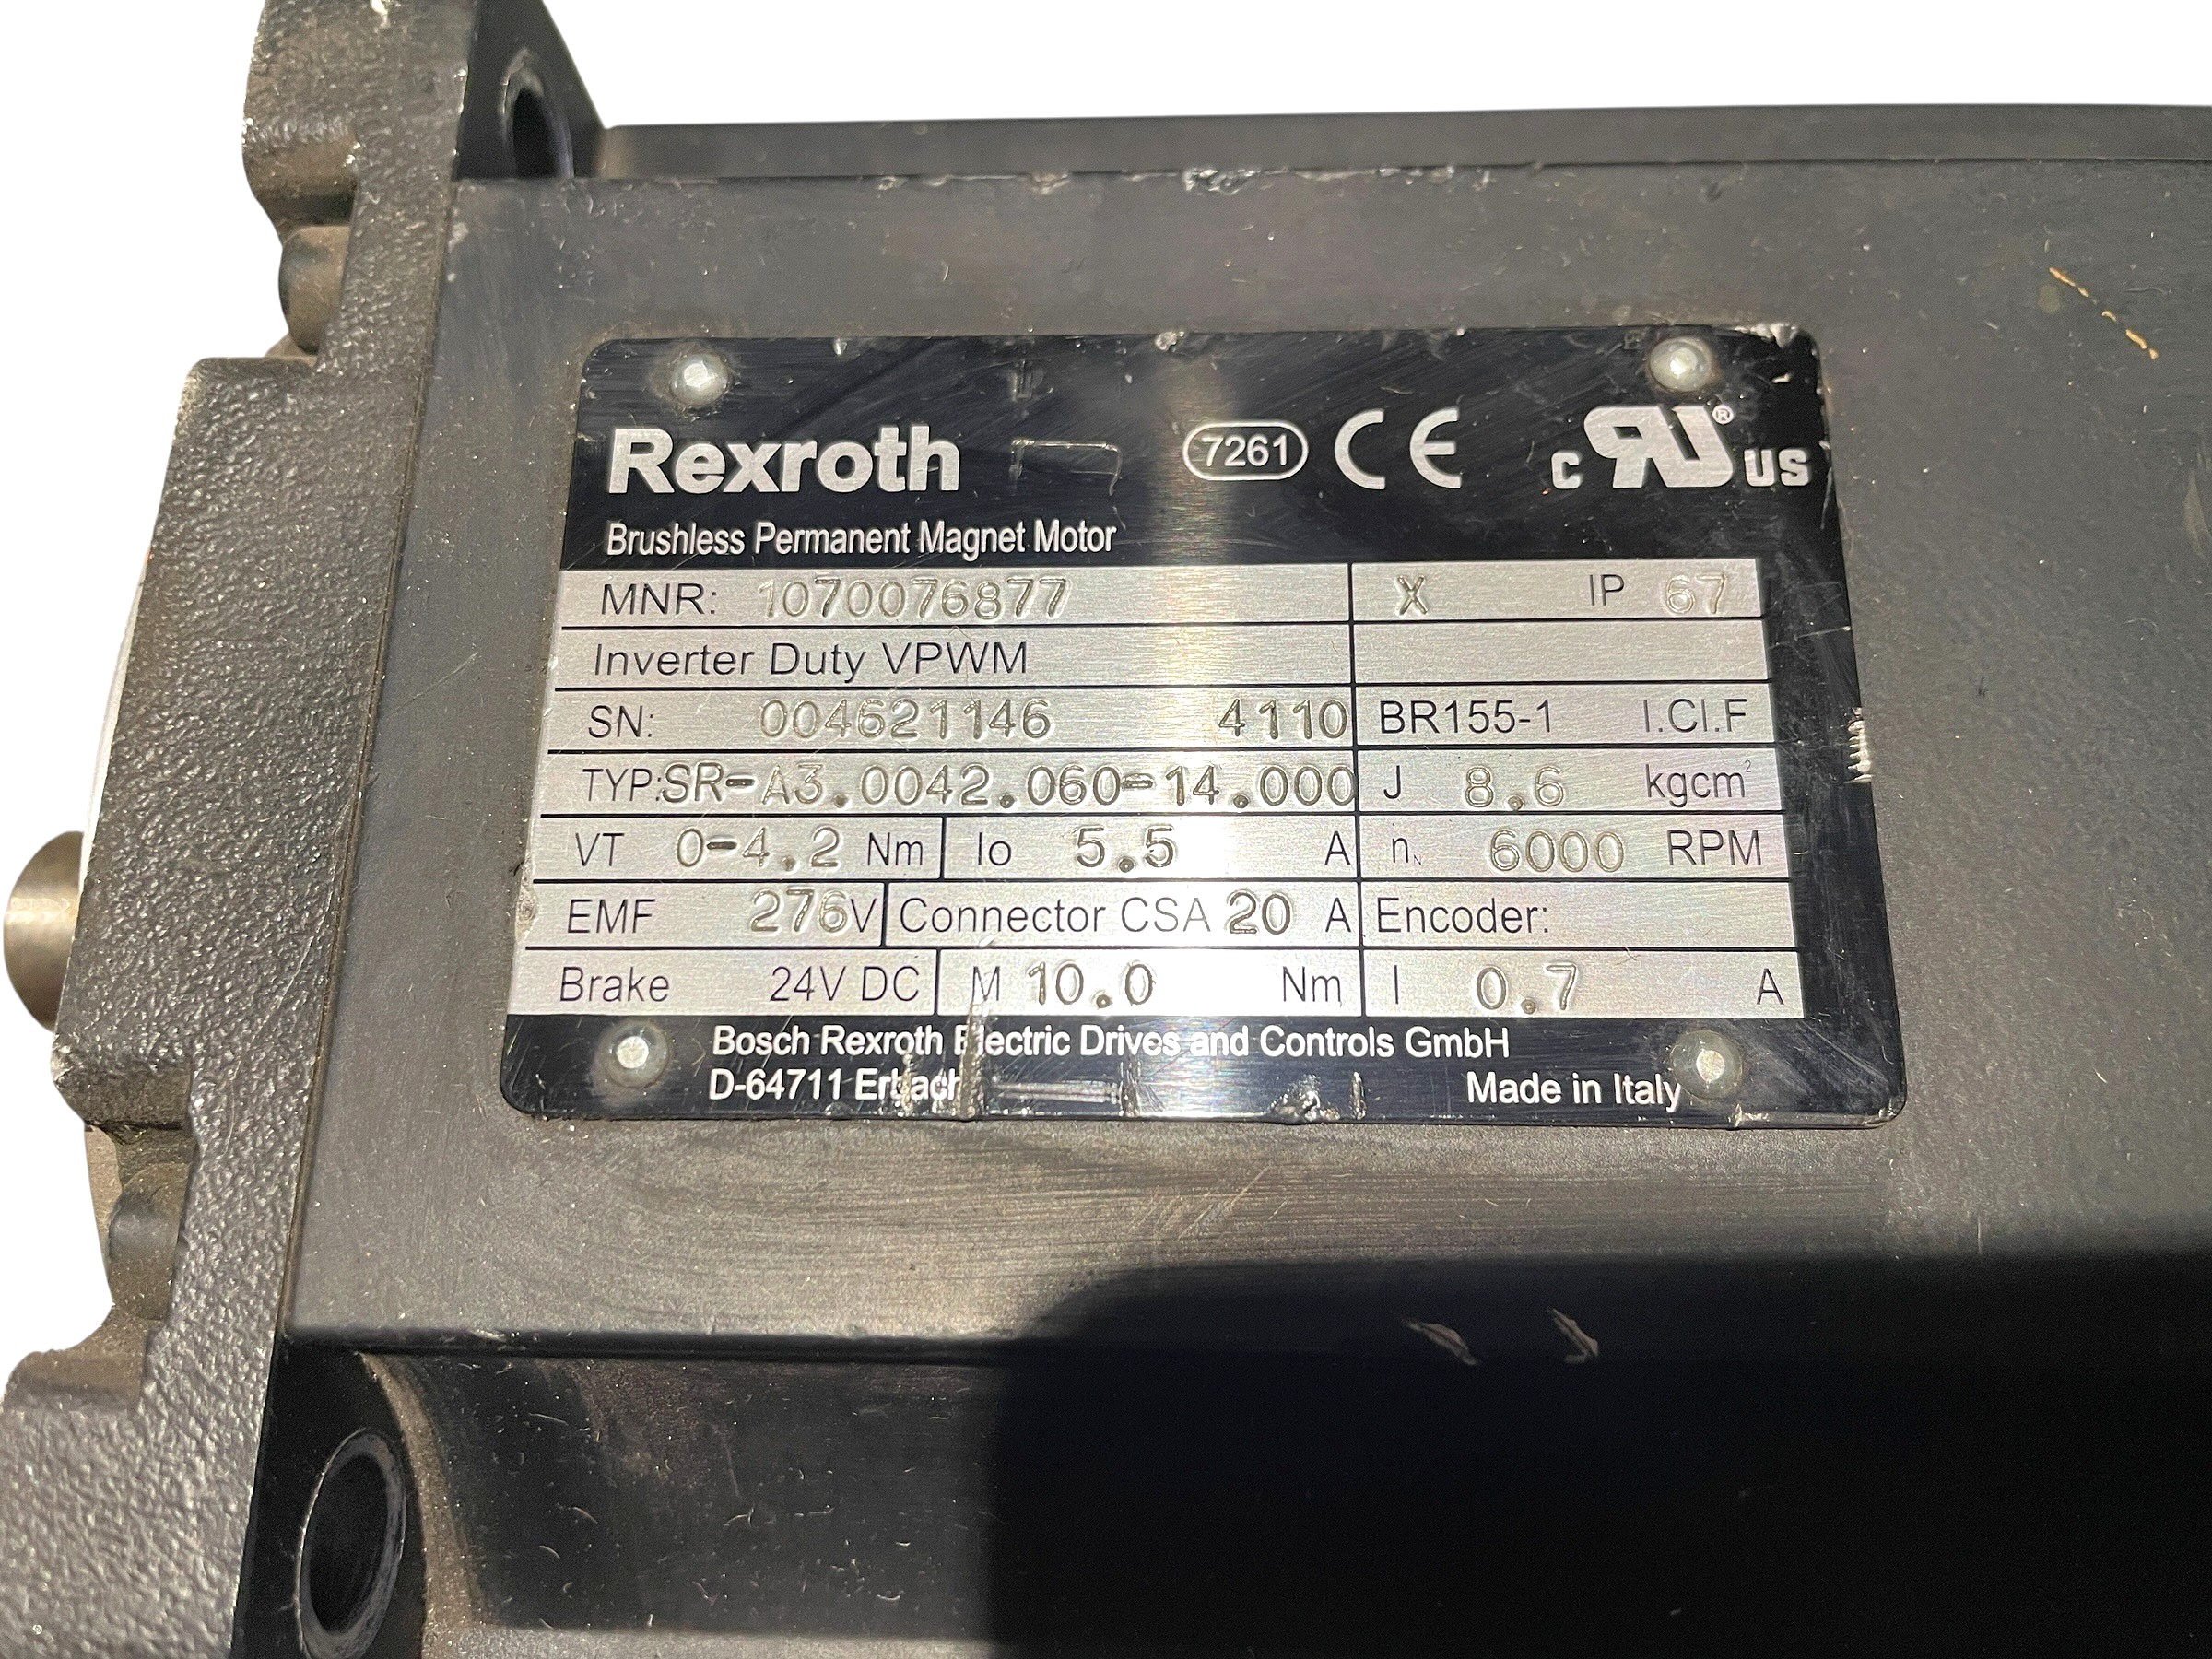 Rexroth 7261 CE c RU ® US
Brushless Permanent Magnet Motor
MNR: 1070076877 X IP 67
Inverter Duty VPWM
SN: 004621146 4110 BR155-1 I.Cl.F
TYP:SR-A3.0042.060-14.000 J 8.6 kgcm²
VT 0-4.2 Nm Io 5.5 A nN 6000 RPM
EMF 276V Connector CSA 20 A Encoder:
Brake 24V DC M 10.0 Nm I 0.7 A
Bosch Rexroth Electric Drives and Controls GmbH
D-64711 Erbach Made in Italy